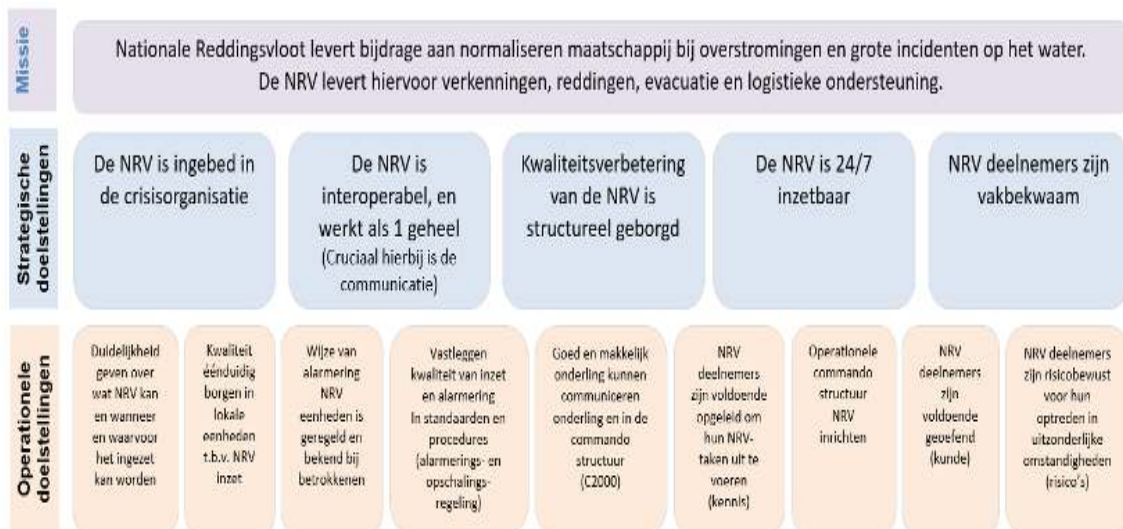 Missie
Nationale Reddingsvloot levert bijdrage aan normaliseren maatschappij bij overstromingen en grote incidenten op het water.
De NRV levert hiervoor verkenningen, reddingen, evacuatie en logistieke ondersteuning.
Strategische
doelstellingen
De NRV is ingebed in
de crisisorganisatie
De NRV is
interoperabel, en
werkt als 1 geheel
(Cruciaal hierbij is de
communicatie)
Kwaliteitsverbetering
van de NRV is
structureel geborgd
De NRV is 24/7
inzetbaar
NRV deelnemers zijn
vakbekwaam
Operationele
doelstellingen
Duidelijkheid
geven over
wat NRV kan
en wanneer
en waarvoor
het ingezet
kan worden
Kwaliteit
éénduidig
borgen in
lokale
eenheden
t.b.v. NRV
inzet
Wijze van
alarmering
NRV
eenheden is
geregeld en
bekend bij
betrokkenen
Vastleggen
kwaliteit van inzet
en alarmering
In standaarden en
procedures
(alarmerings- en
opschalings-
regeling)
Goed en makkelijk
onderling kunnen
communiceren
onderling en in de
commando
structuur
(C2000)
NRV
deelnemers
zijn voldoende
opgeleid om
hun NRV-
taken uit te
voeren
(kennis)
Operationele
commando
structuur
NRV
inrichten
NRV
deelnemers
zijn
voldoende
geoefend
(kunde)
NRV deelnemers
zijn risicobewust
voor hun
optreden in
uitzonderlijke
omstandigheden
(risico's)